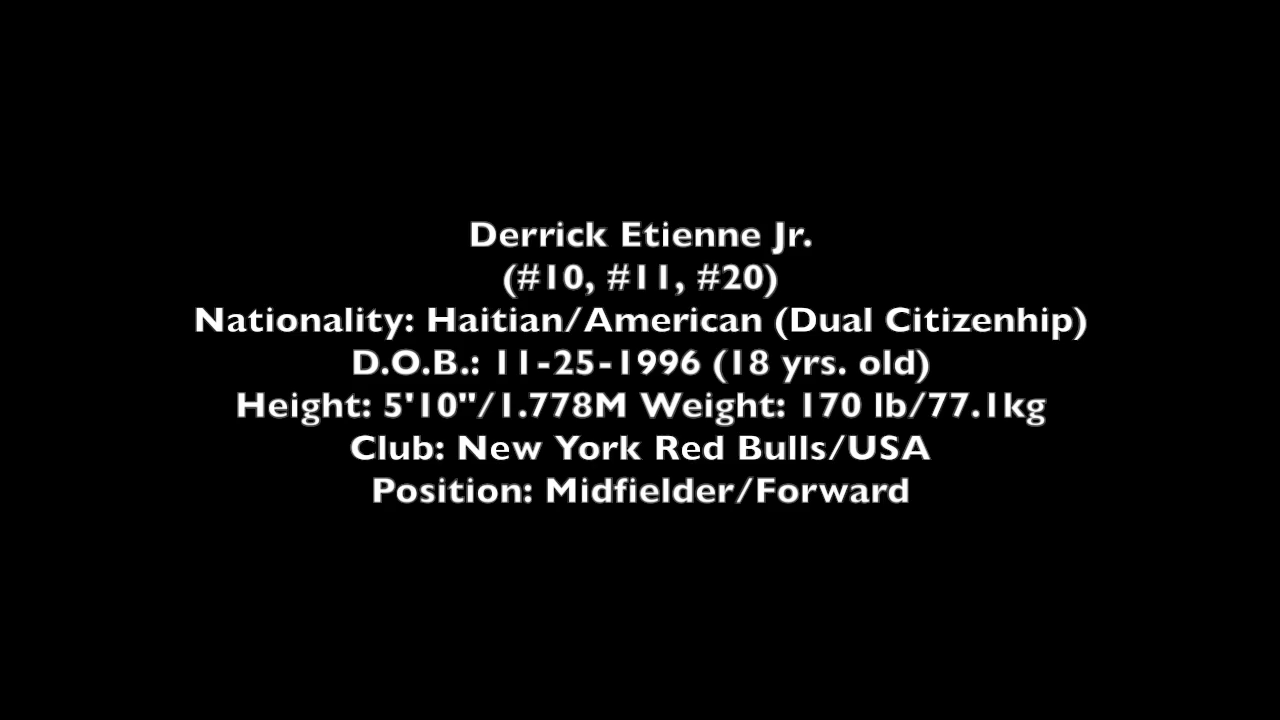 Derrick Etienne Jr.
(#10, #11, #20)
Nationality: Haitian/American (Dual Citizenhip)
D.O.B.: 11-25-1996 (18 yrs. old)
Height: 5'10"/1.778M Weight: 170 lb/77.1kg
Club: New York Red Bulls/USA
Position: Midfielder/Forward